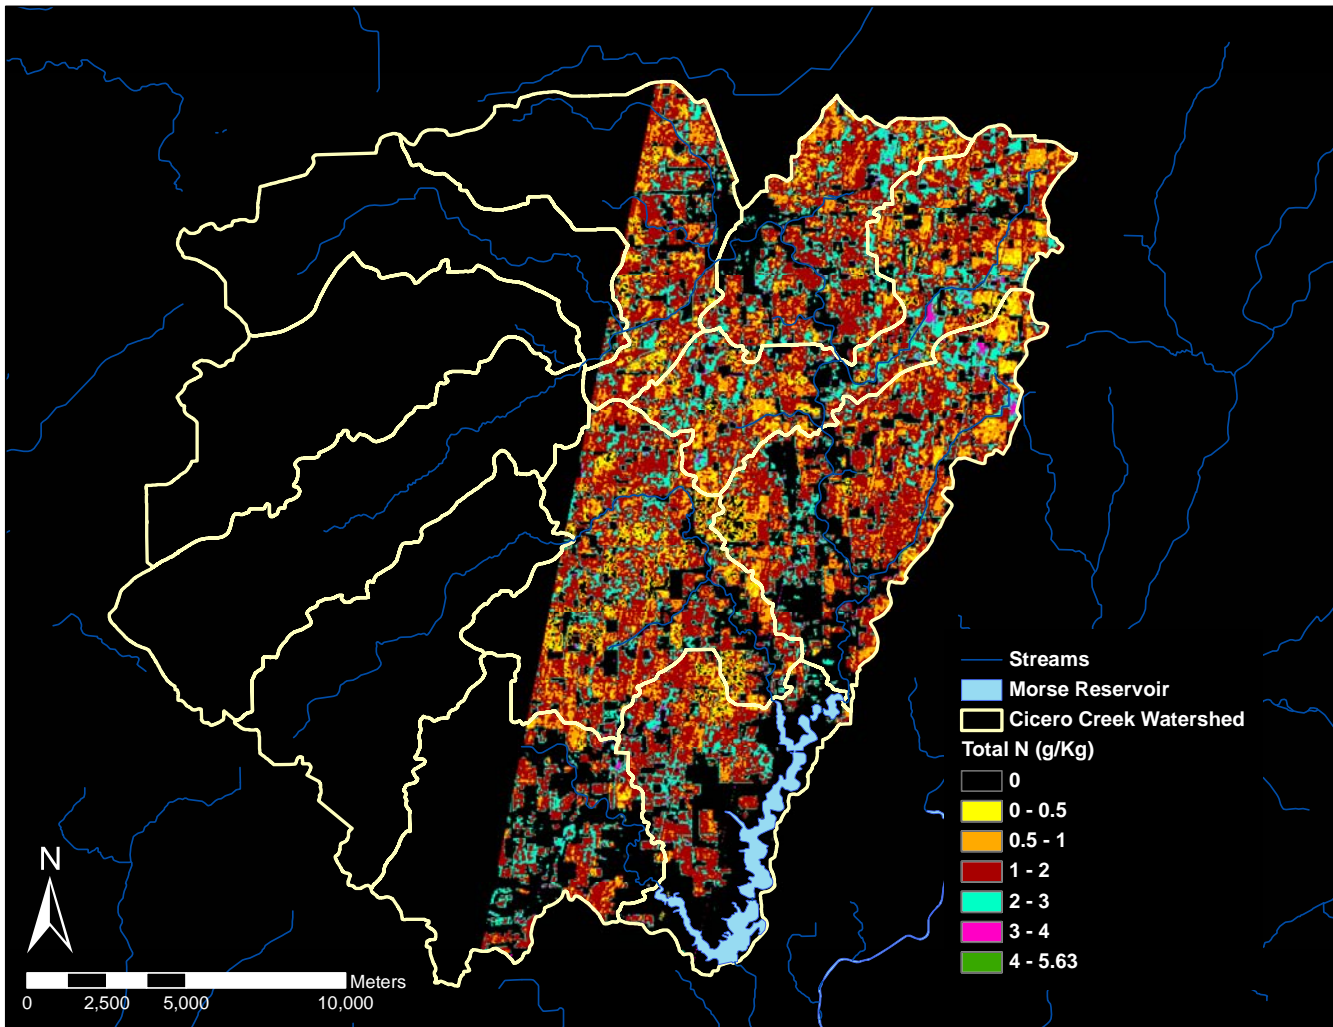 Streams
Morse Reservoir
Cicero Creek Watershed
Total N (g/Kg)
0
0 - 0.5
0.5 - 1
1 - 2
2 - 3
3 - 4
4 - 5.63
N
Meters
0 2,500 5,000 10,000